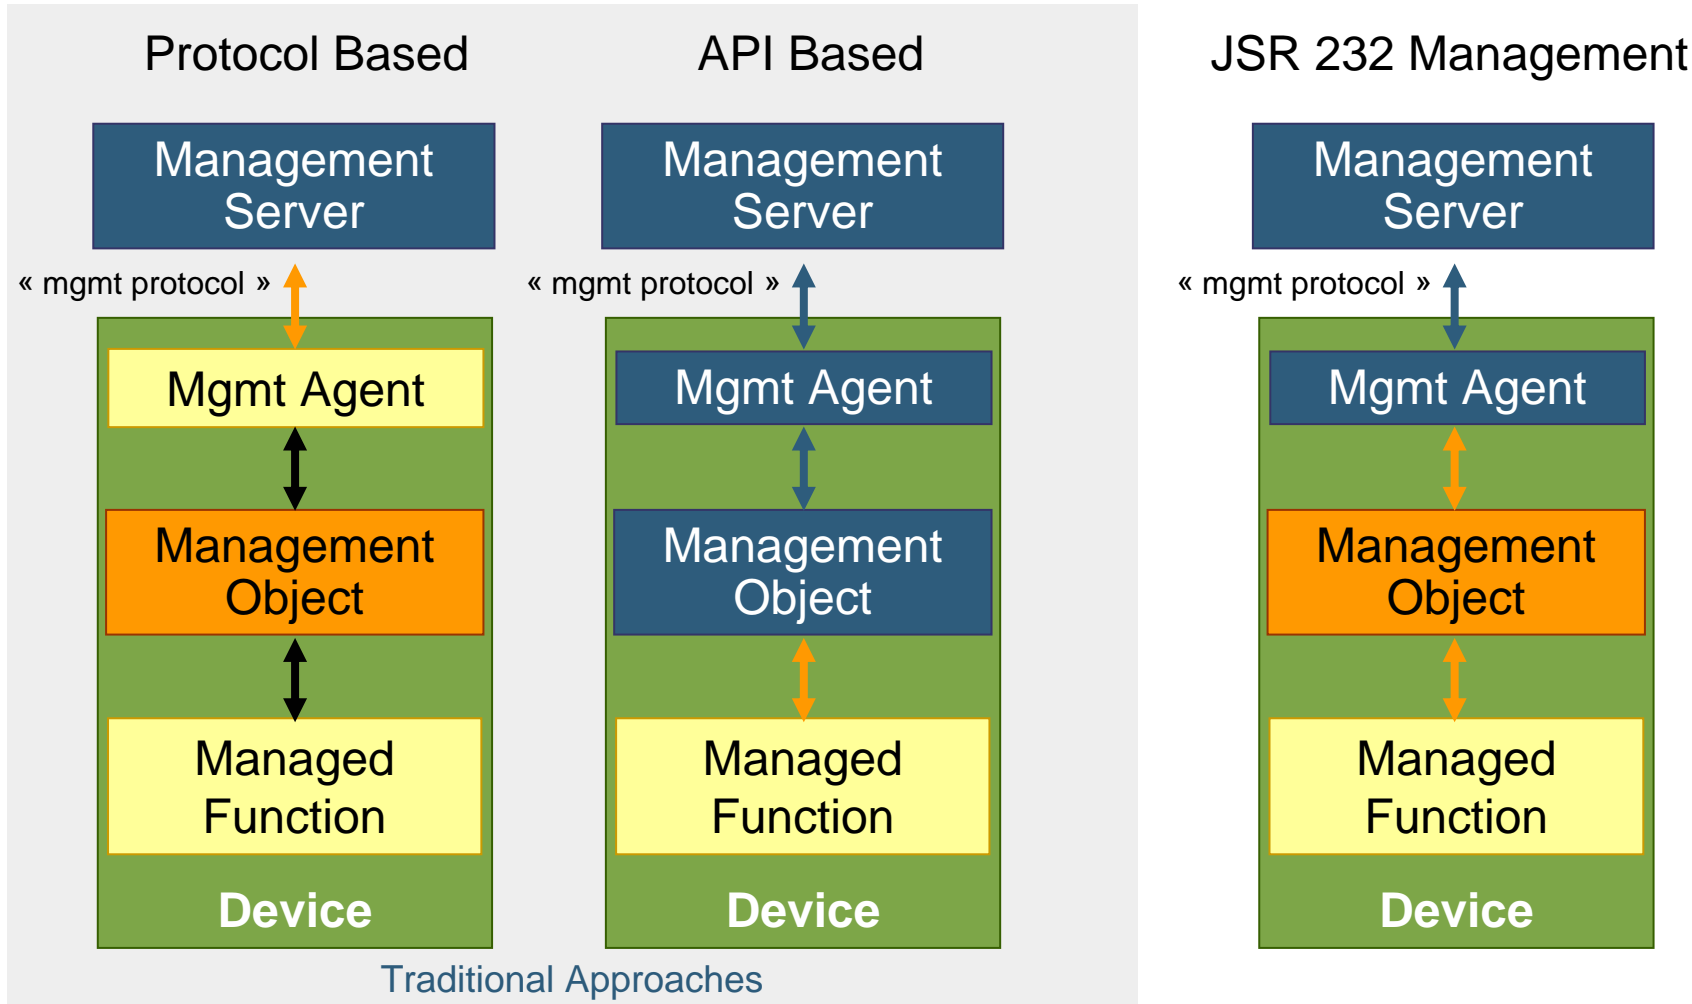 Protocol Based
Management
Server
« mgmt protocol »
Mgmt Agent
Management
Object
Managed
Function
Device
API Based
Management
Server
« mgmt protocol »
Mgmt Agent
Management
Object
Managed
Function
Device
Traditional Approaches
JSR 232 Management
Management
Server
« mgmt protocol »
Mgmt Agent
Management
Object
Managed
Function
Device